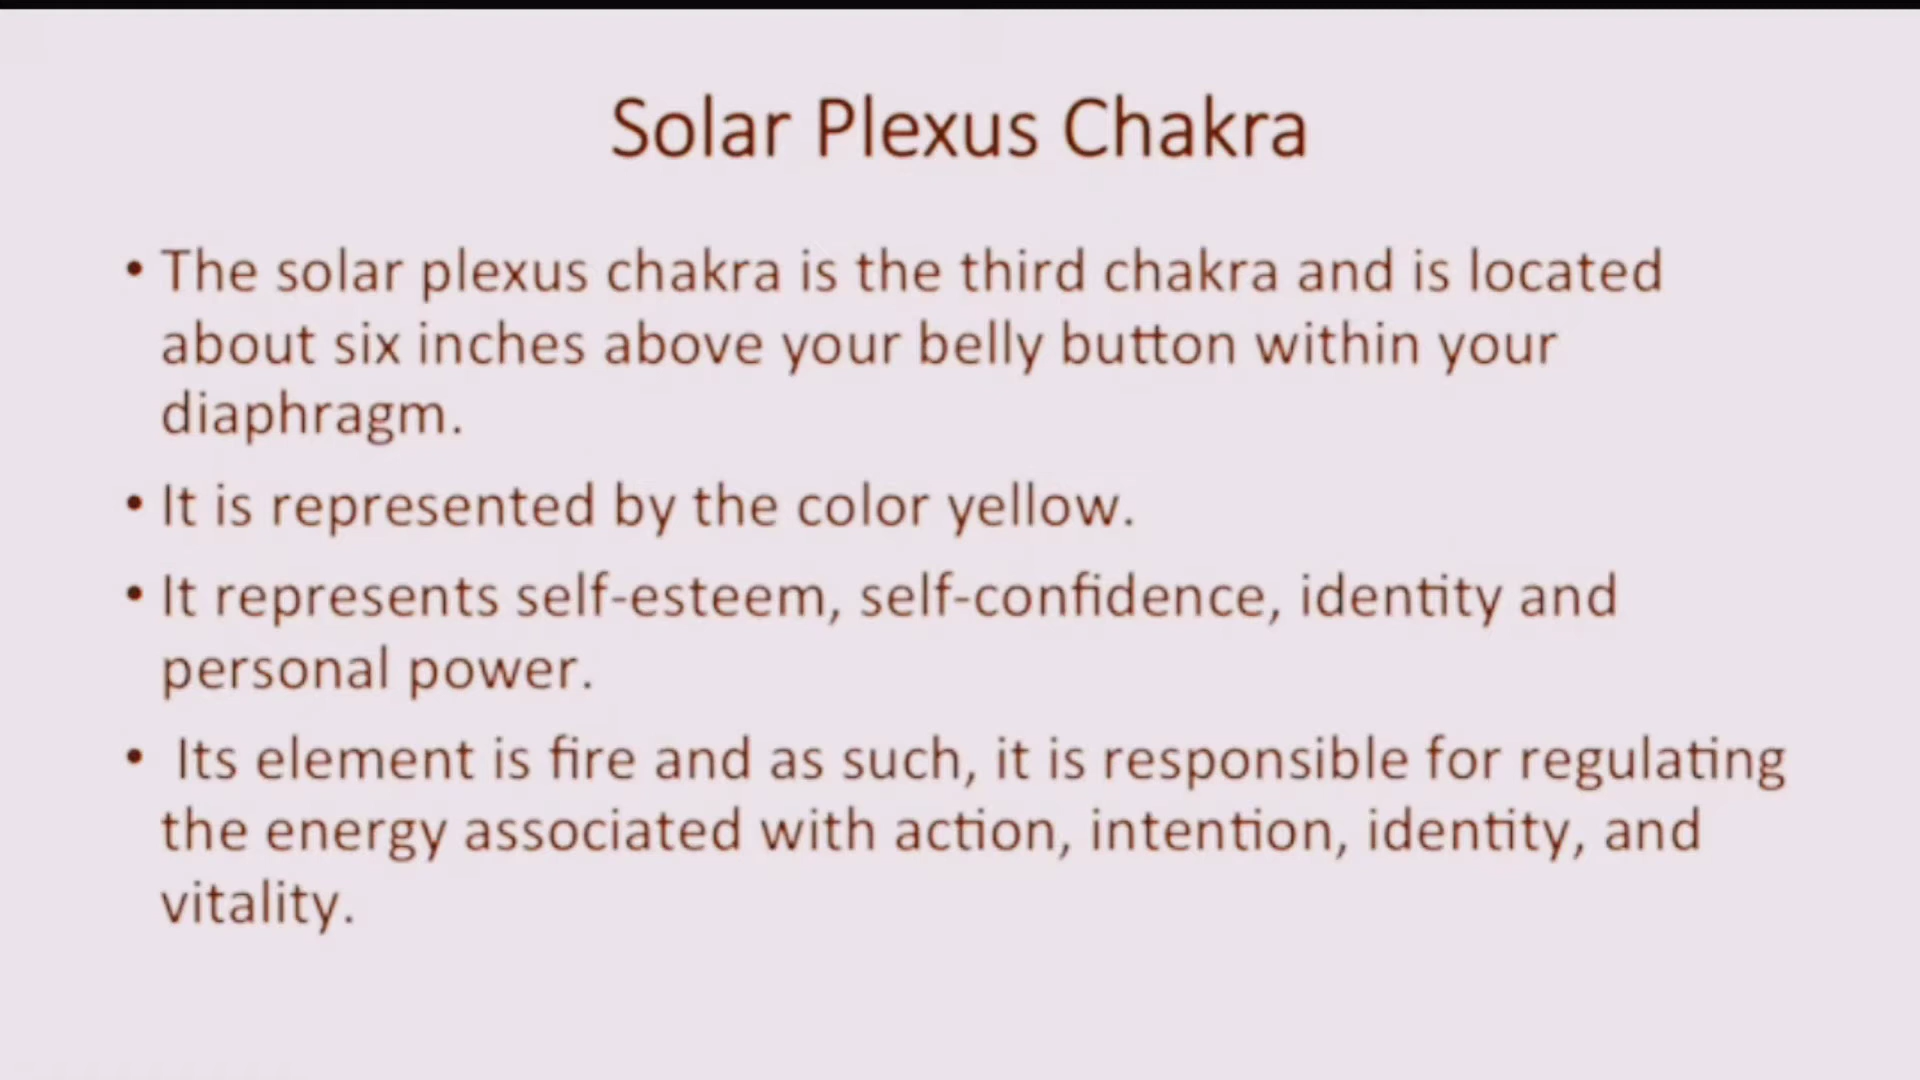 Solar Plexus Chakra
• The solar plexus chakra is the third chakra and is located
about six inches above your belly button within your
diaphragm.
• It is represented by the color yellow.
• It represents self-esteem, self-confidence, identity and
personal power.
• Its element is fire and as such, it is responsible for regulating
the energy associated with action, intention, identity, and
vitality.